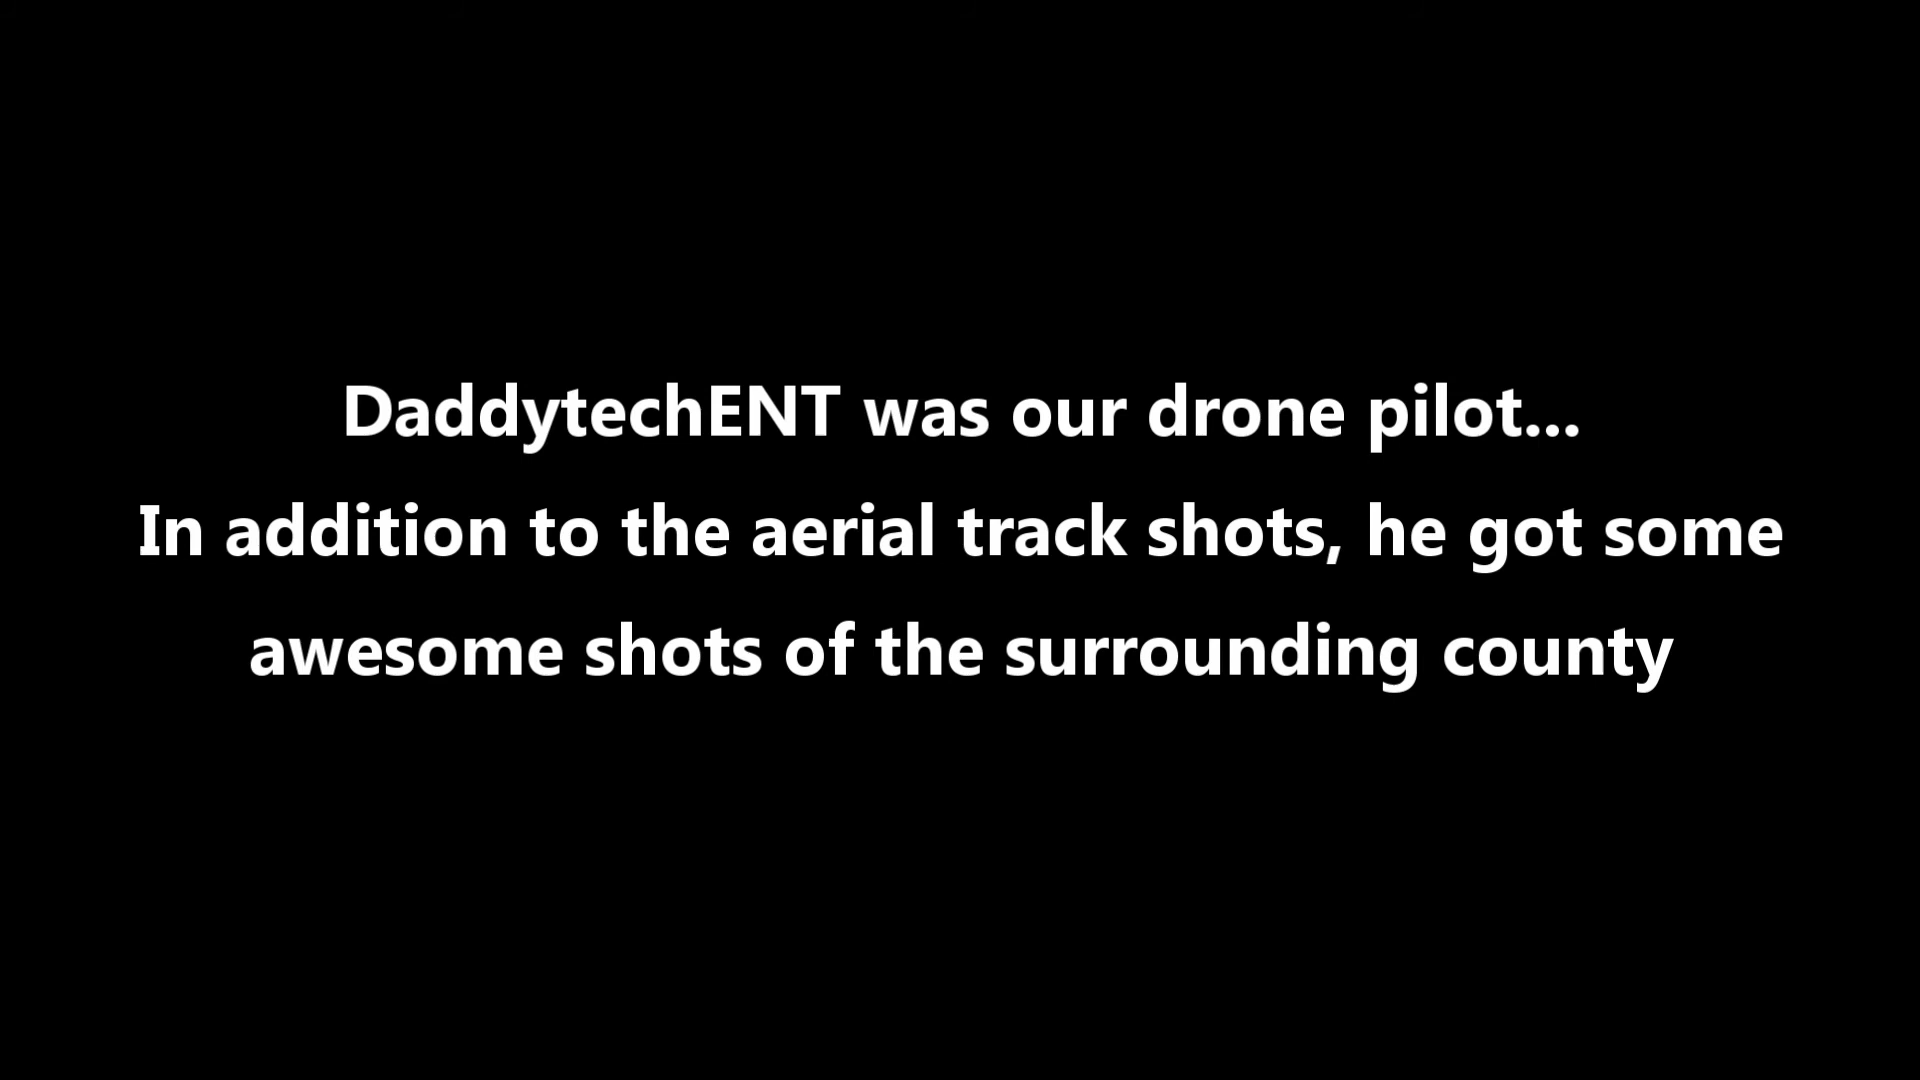 DaddytechENT was our drone pilot...
In addition to the aerial track shots, he got some
awesome shots of the surrounding county